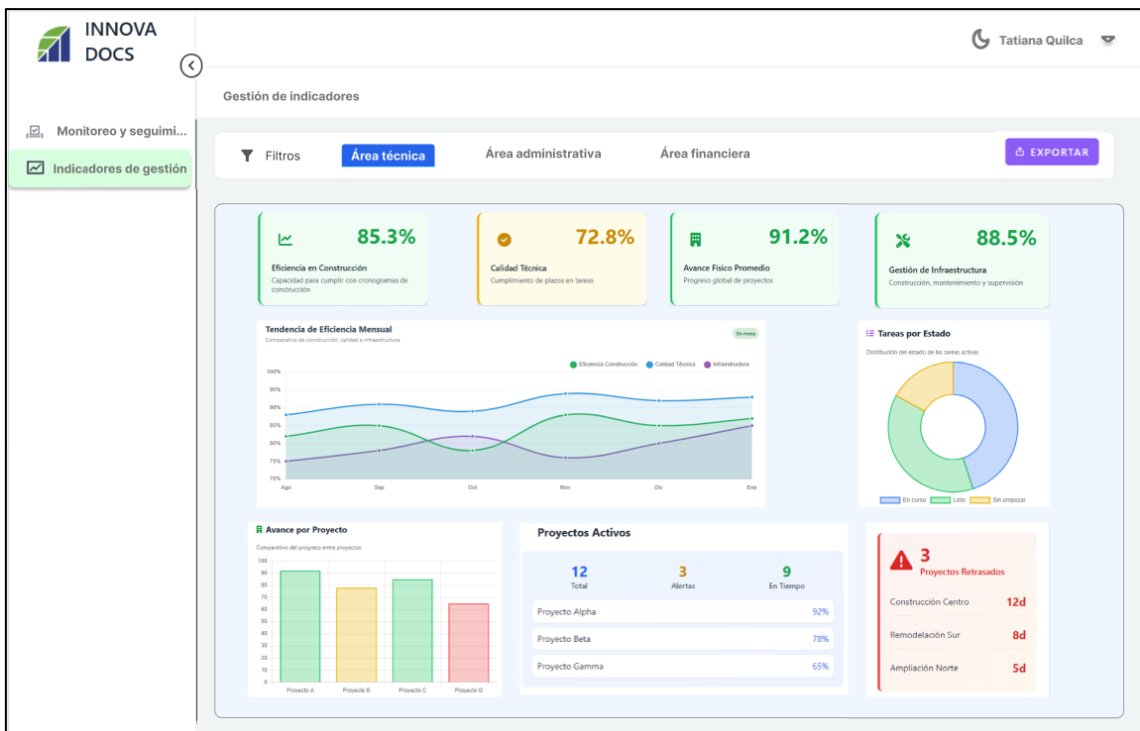 INNOVA
DOCS
Tatiana Quilca
Gestión de indicadores
Monitoreo y seguimi...
Indicadores de gestión
Filtros
Área técnica
Área administrativa
Área financiera
EXPORTAR
85.3%
Eficiencia en Construcción
Capacidad para cumplir con cronogramas de
construcción
72.8%
Calidad Técnica
Cumplimiento de plazos en tareas
91.2%
Avance Físico Promedio
Progreso global de proyectos
88.5%
Gestión de Infraestructura
Construcción, mantenimiento y supervisión
Tendencia de Eficiencia Mensual
Comparativo de construcción, calidad e infraestructura
En meta
Eficiencia Construcción
Calidad Técnica
Infraestructura
100%
95%
90%
85%
80%
75%
70%
Ago
Sep
Oct
Nov
Dic
Ene
Tareas por Estado
Distribución del estado de las tareas activas
En curso
Listo
Sin empezar
Avance por Proyecto
Comparativo del progreso entre proyectos
100
90
80
70
60
50
40
30
20
10
0
Proyecto A
Proyecto B
Proyecto C
Proyecto D
Proyectos Activos
12
Total
3
Alertas
9
En Tiempo
Proyecto Alpha
92%
Proyecto Beta
78%
Proyecto Gamma
65%
3
Proyectos Retrasados
Construcción Centro
12d
Remodelación Sur
8d
Ampliación Norte
5d